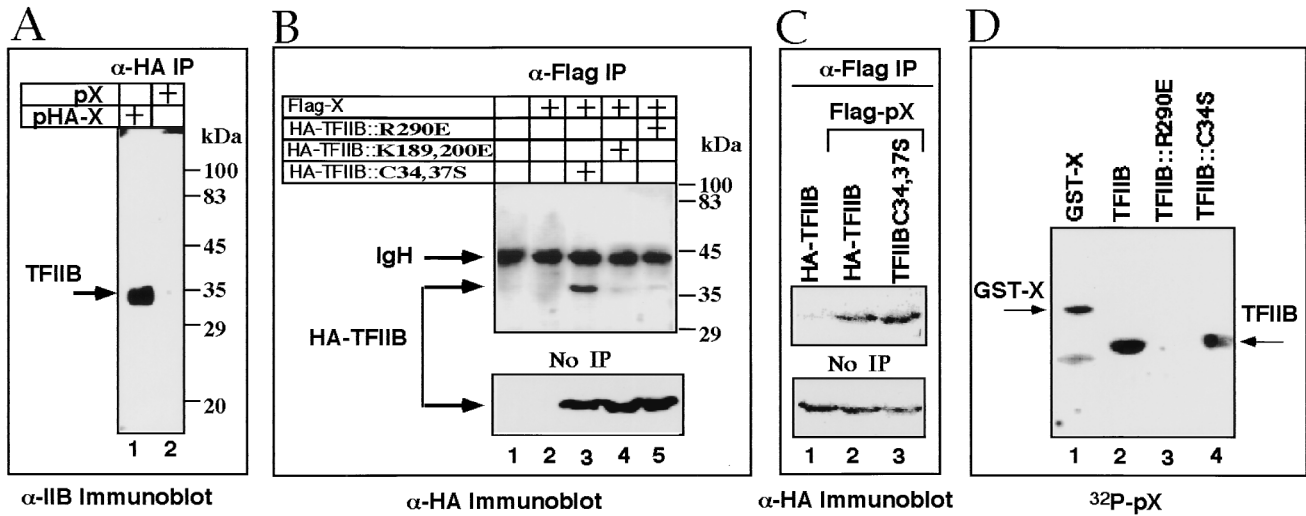 A
α-HA IP
pX +
pHA-X +
kDa
100
83
45
TFIIB
35
29
20
1 2
α-IIB Immunoblot
B
α-Flag IP
Flag-X + + + +
HA-TFIIB::R290E +
HA-TFIIB::K189,200E +
HA-TFIIB::C34,37S +
kDa
100
83
IgH
45
35
HA-TFIIB
29
No IP
1 2 3 4 5
α-HA Immunoblot
C
α-Flag IP
Flag-pX
HA-TFIIB
HA-TFIIB
TFIIBC34,37S
No IP
1 2 3
α-HA Immunoblot
D
GST-X
TFIIB
TFIIB::R290E
TFIIB::C34S
GST-X
TFIIB
1 2 3 4
³²P-pX